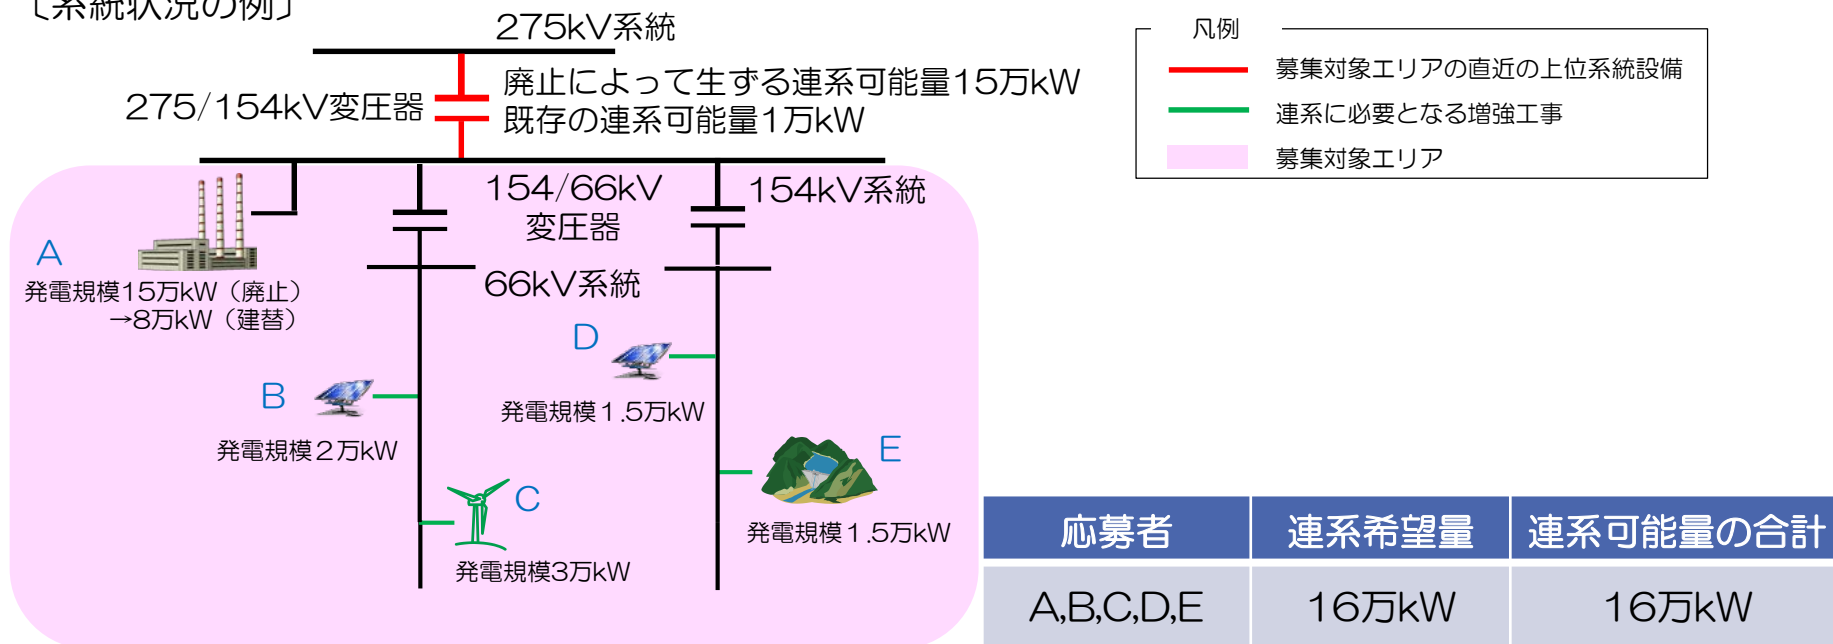 〔系統状況の例〕
275kV系統
廃止によって生ずる連系可能量15万kW
既存の連系可能量1万kW
275/154kV変圧器
凡例
募集対象エリアの直近の上位系統設備
連系に必要となる増強工事
募集対象エリア
154/66kV
変圧器
154kV系統
A
発電規模15万kW（廃止）
→8万kW（建替）
66kV系統
B
発電規模２万kW
C
発電規模3万kW
D
発電規模１.5万kW
E
発電規模１.5万kW
応募者 連系希望量 連系可能量の合計
A,B,C,D,E 16万kW 16万kW